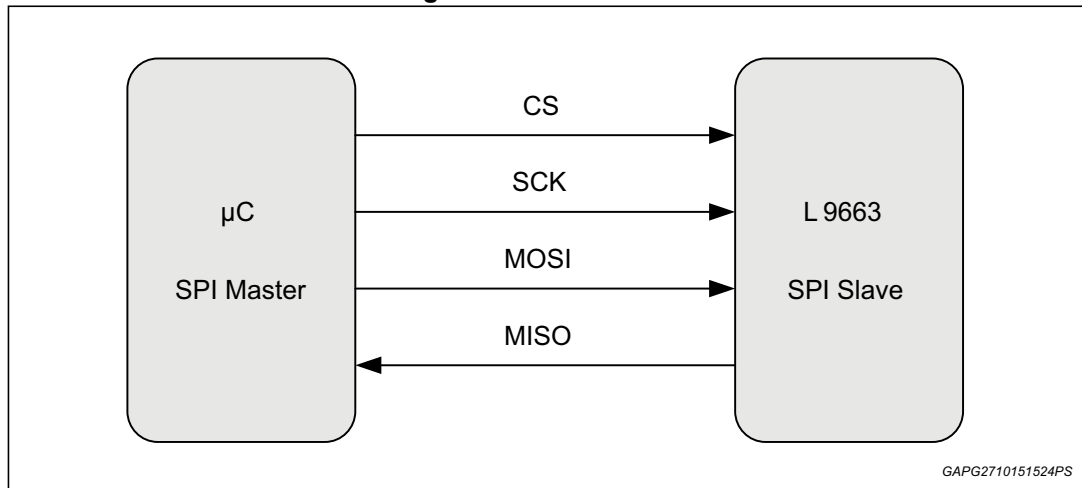 CS
SCK
µC
L 9663
MOSI
SPI Master
SPI Slave
MISO
GAPG2710151524PS